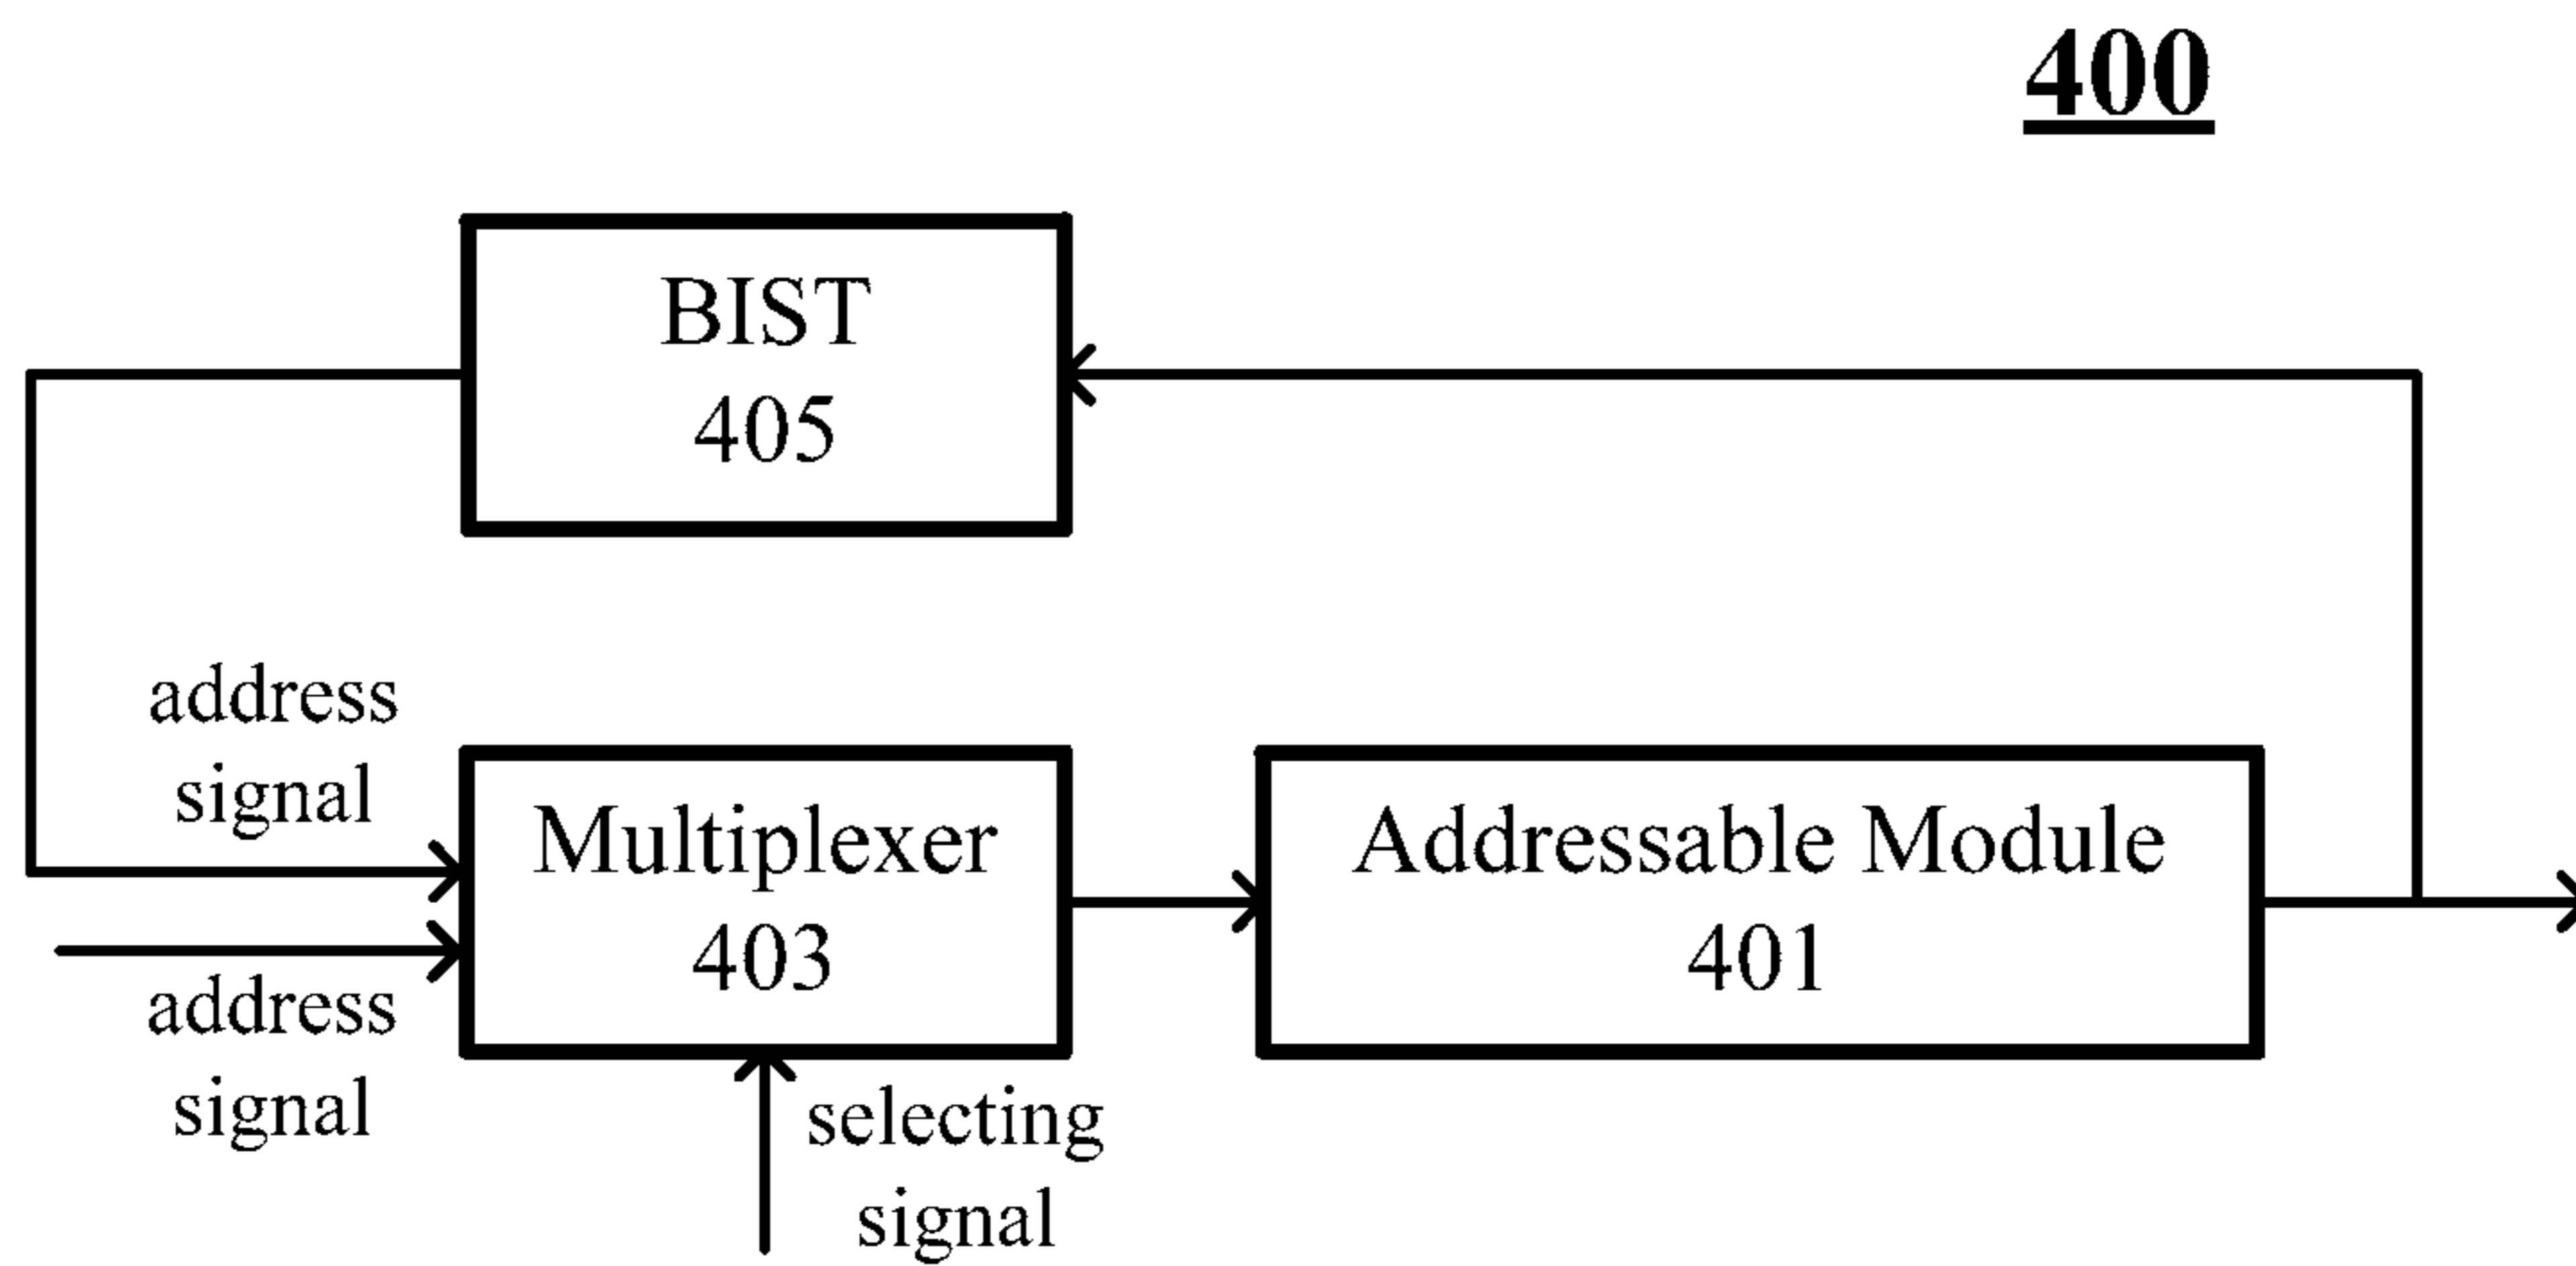 400
BIST
405
address
signal
Multiplexer
403
Addressable Module
401
address
signal
selecting
signal